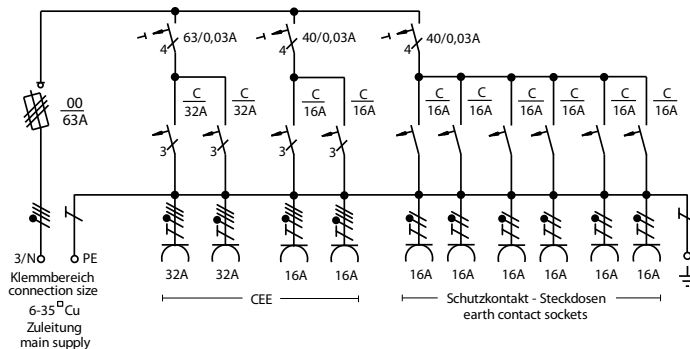 63/0,03A
40/0,03A
40/0,03A
4
4
4
00
63A
C
32A
C
32A
C
16A
C
16A
C
16A
C
16A
C
16A
C
16A
C
16A
C
16A
3
3
3
3
3/N
PE
32A
32A
16A
16A
16A
16A
16A
16A
16A
16A
Klemmbereich
connection size
6-35□Cu
Zuleitung
main supply
CEE
Schutzkontakt - Steckdosen
earth contact sockets